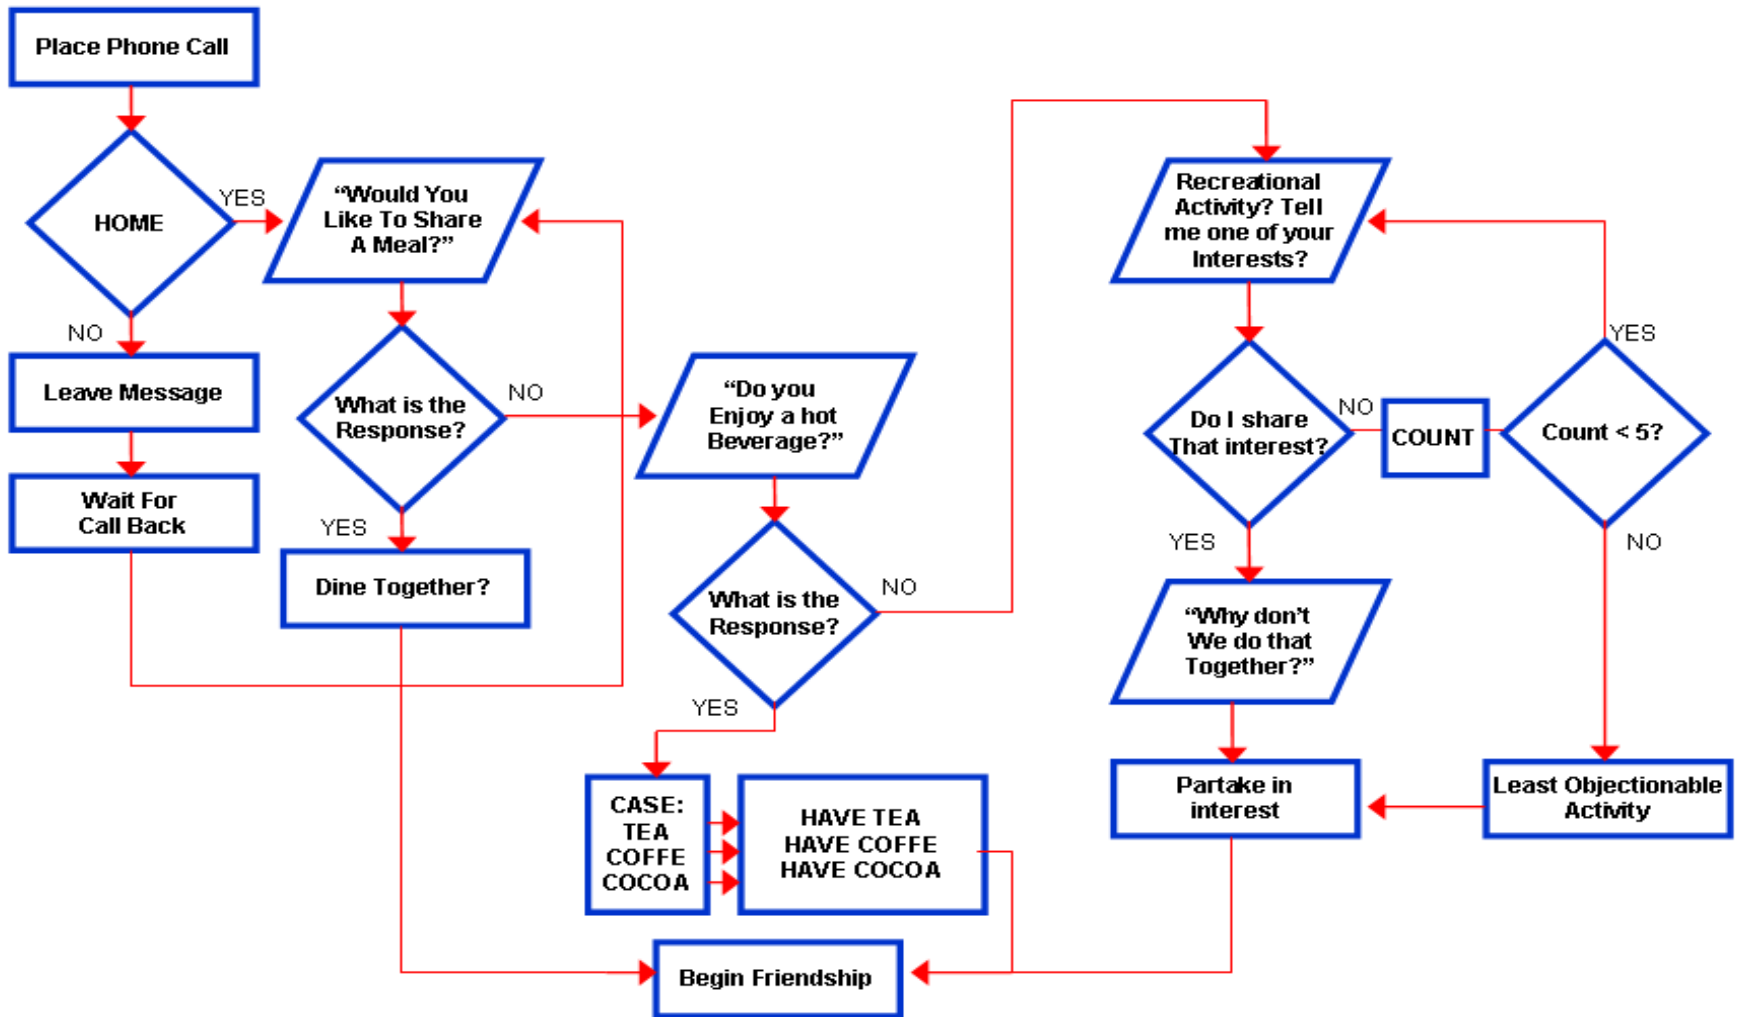 Place Phone Call
HOME
YES
NO
Leave Message
Wait For
Call Back
“Would You
Like To Share
A Meal?”
What is the
Response?
NO
YES
Dine Together?
“Do you
Enjoy a hot
Beverage?”
What is the
Response?
NO
YES
CASE:
TEA
COFFE
COCOA
HAVE TEA
HAVE COFFE
HAVE COCOA
Begin Friendship
Recreational
Activity? Tell
me one of your
Interests?
Do I share
That interest?
NO
COUNT
Count < 5?
YES
NO
YES
“Why don’t
We do that
Together?”
Partake in
interest
Least Objectionable
Activity